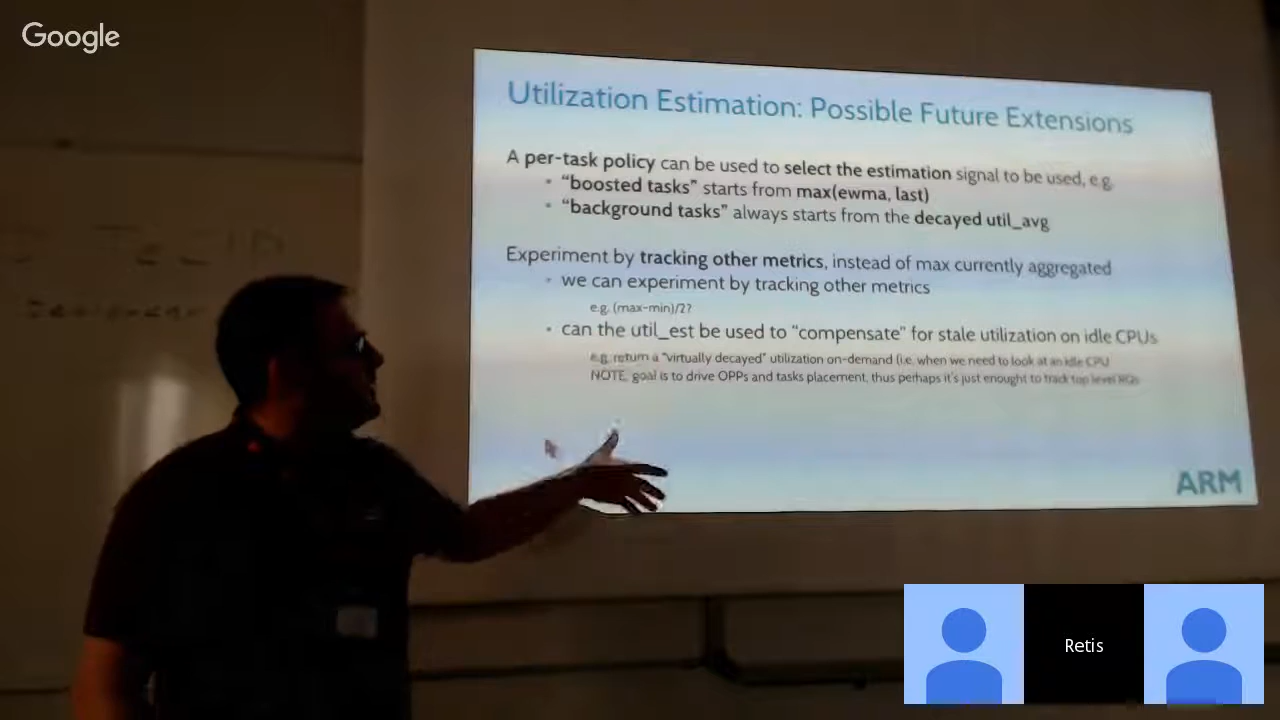 Google
Utilization Estimation: Possible Future Extensions
A per-task policy can be used to select the estimation signal to be used, e.g.
• "boosted tasks" starts from max(ewma, last)
• "background tasks" always starts from the decayed util_avg
Experiment by tracking other metrics, instead of max currently aggregated
• we can experiment by tracking other metrics
e.g. (max-min)/2?
• can the util_est be used to "compensate" for stale utilization on idle CPUs
e.g. return a "virtually decayed" utilization on-demand (i.e. when we need to look at an idle CPU
NOTE: goal is to drive OPPs and tasks placement, thus perhaps it's just enought to track top level RQs
ARM
Retis